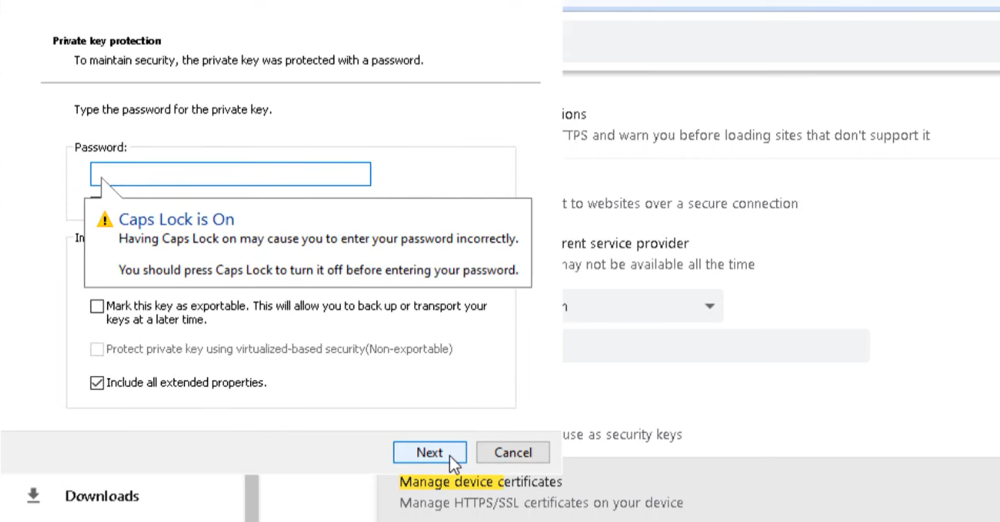 Private key protection
To maintain security, the private key was protected with a password.
Type the password for the private key.
Password:
Caps Lock is On
Having Caps Lock on may cause you to enter your password incorrectly.
You should press Caps Lock to turn it off before entering your password.
Mark this key as exportable. This will allow you to back up or transport your
keys at a later time.
Protect private key using virtualized-based security(Non-exportable)
Include all extended properties.
Next
Cancel
TPS and warn you before loading sites that don't support it
t to websites over a secure connection
rent service provider
may not be available all the time
use as security keys
Manage device certificates
Manage HTTPS/SSL certificates on your device
Downloads